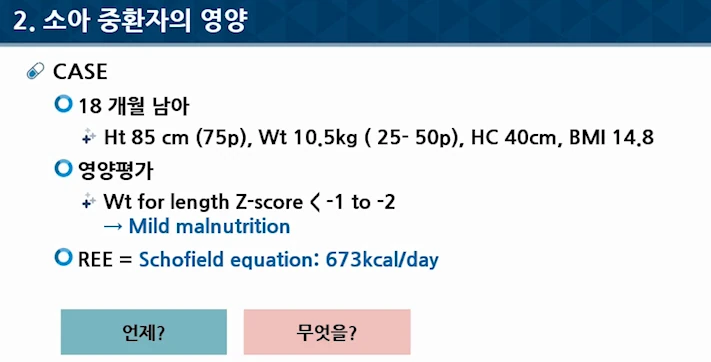 2. 소아 중환자의 영양
CASE
18 개월 남아
Ht 85 cm (75p), Wt 10.5kg ( 25- 50p), HC 40cm, BMI 14.8
영양평가
Wt for length Z-score < -1 to -2
→ Mild malnutrition
REE = Schofield equation: 673kcal/day
언제?
무엇을?